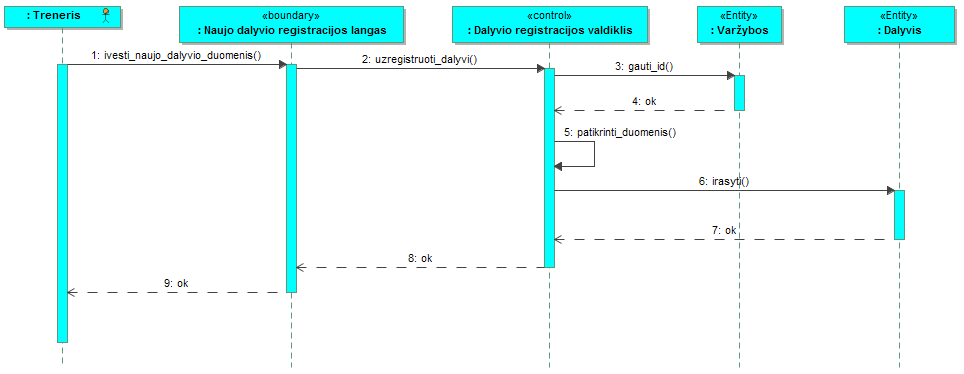 : Treneris
«boundary»
: Naujo dalyvio registracijos langas
«control»
: Dalyvio registracijos valdiklis
«Entity»
: Varžybos
«Entity»
: Dalyvis
1: ivesti_naujo_dalyvio_duomenis()
2: uzregistruoti_dalyvi()
3: gauti_id()
4: ok
5: patikrinti_duomenis()
6: irasyti()
7: ok
8: ok
9: ok